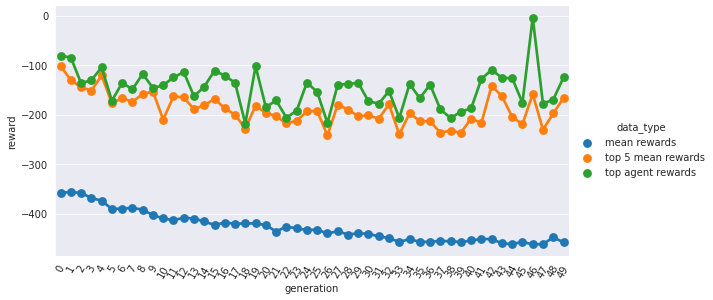 0
−100
−200
−300
−400
reward
0 1 2 3 4 5 6 7 8 9 10 11 12 13 14 15 16 17 18 19 20 21 22 23 24 25 26 27 28 29 30 31 32 33 34 35 36 37 38 39 40 41 42 43 44 45 46 47 48 49
generation
data_type
mean rewards
top 5 mean rewards
top agent rewards